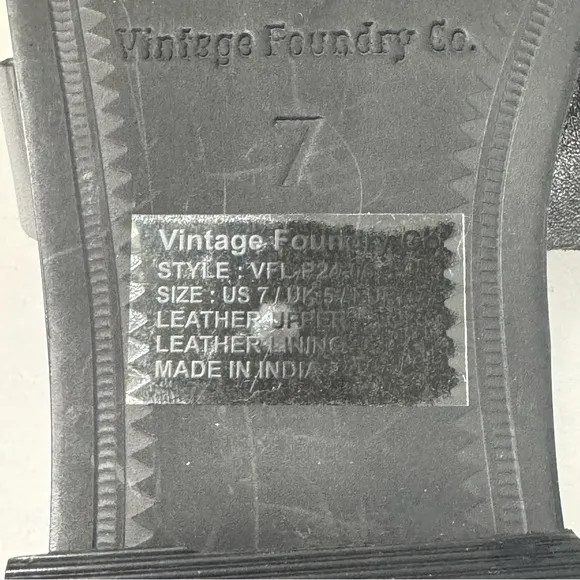 Vintage Foundry Co.
7
Vintage Foundry Co
STYLE : VFL-P24
SIZE : US 7 / UK 5 /
LEATHER UPPER
LEATHER LINING
MADE IN INDIA